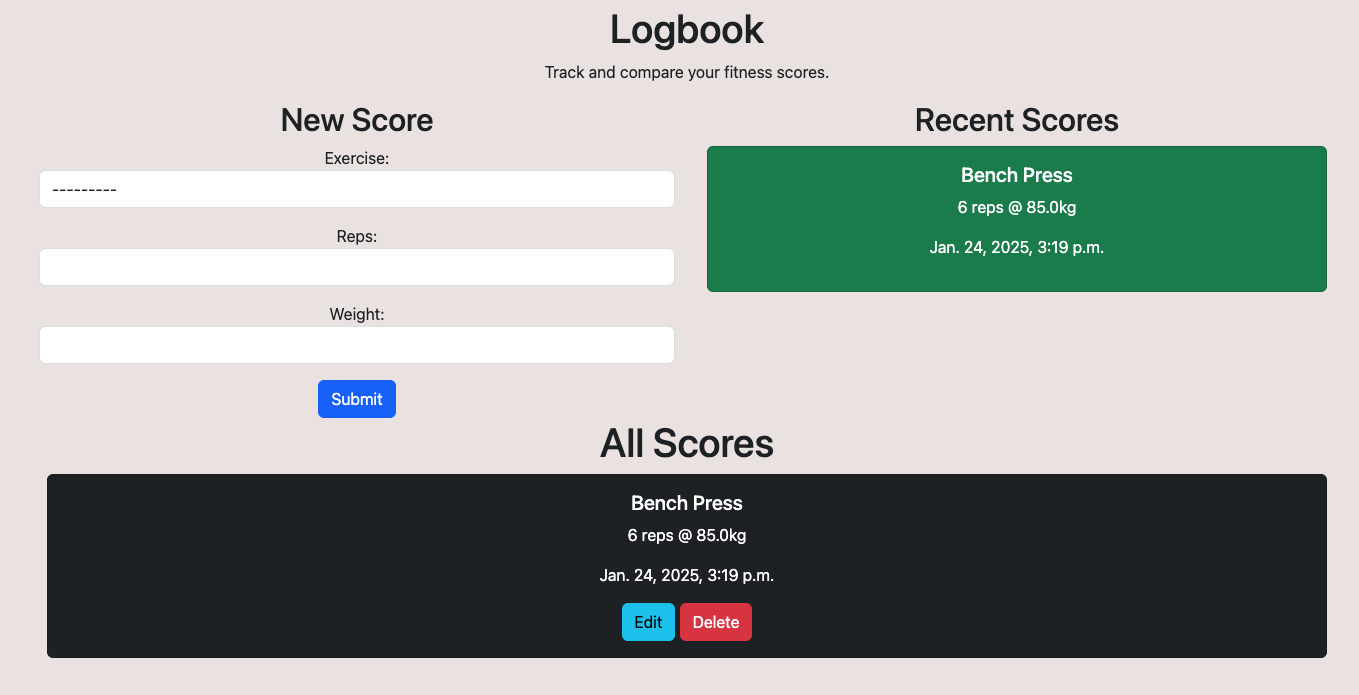 Logbook
Track and compare your fitness scores.
New Score
Exercise:
---------
Reps:
Weight:
Submit
Recent Scores
Bench Press
6 reps @ 85.0kg
Jan. 24, 2025, 3:19 p.m.
All Scores
Bench Press
6 reps @ 85.0kg
Jan. 24, 2025, 3:19 p.m.
Edit Delete